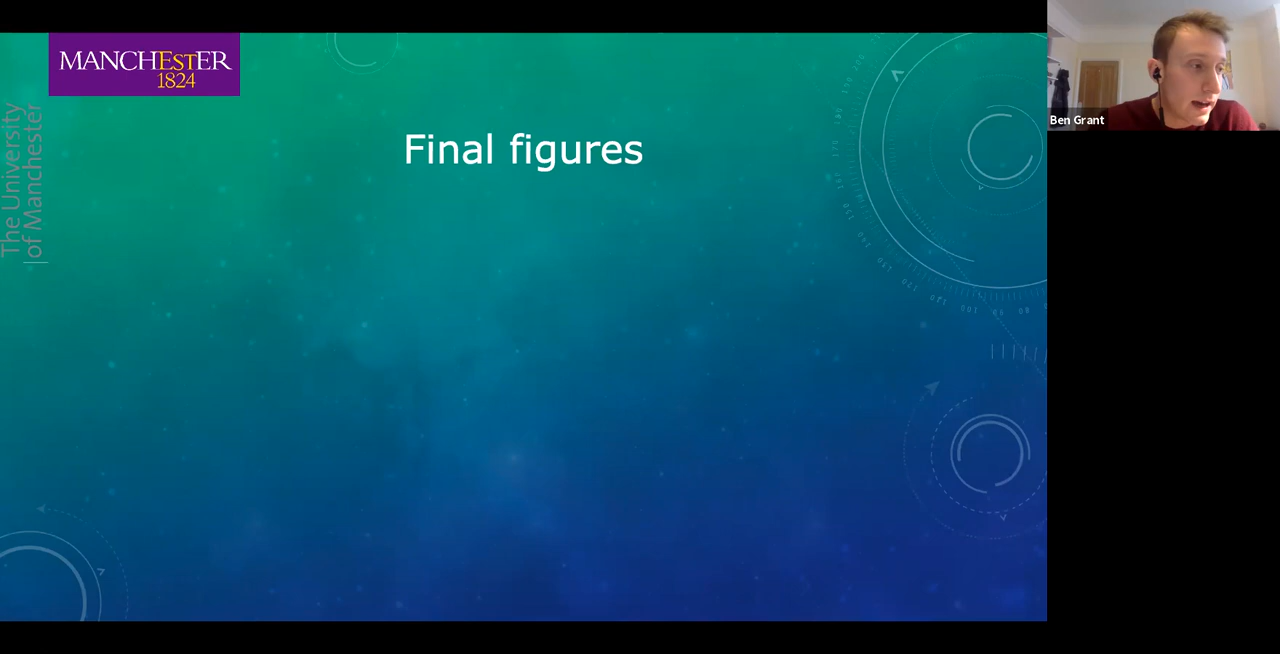 MANCHESTER
1824
The University
of Manchester
Final figures
Ben Grant